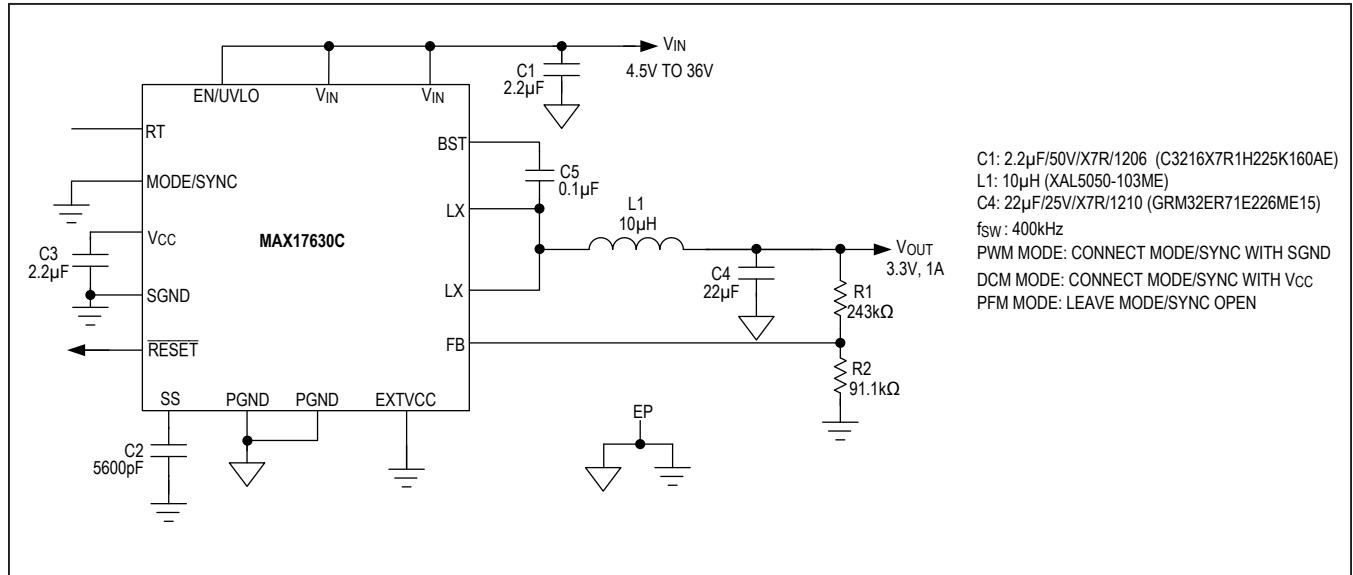 VIN
4.5V TO 36V
C1
2.2µF
EN/UVLO
VIN
VIN
RT
BST
MODE/SYNC
C5
0.1µF
LX
L1
10µH
VCC
MAX17630C
C3
2.2µF
VOUT
3.3V, 1A
C4
22µF
LX
R1
243kΩ
SGND
RESET
FB
R2
91.1kΩ
SS
PGND
PGND
EXTVCC
EP
C2
5600pF
C1: 2.2µF/50V/X7R/1206 (C3216X7R1H225K160AE)
L1: 10µH (XAL5050-103ME)
C4: 22µF/25V/X7R/1210 (GRM32ER71E226ME15)
fSW : 400kHz
PWM MODE: CONNECT MODE/SYNC WITH SGND
DCM MODE: CONNECT MODE/SYNC WITH VCC
PFM MODE: LEAVE MODE/SYNC OPEN